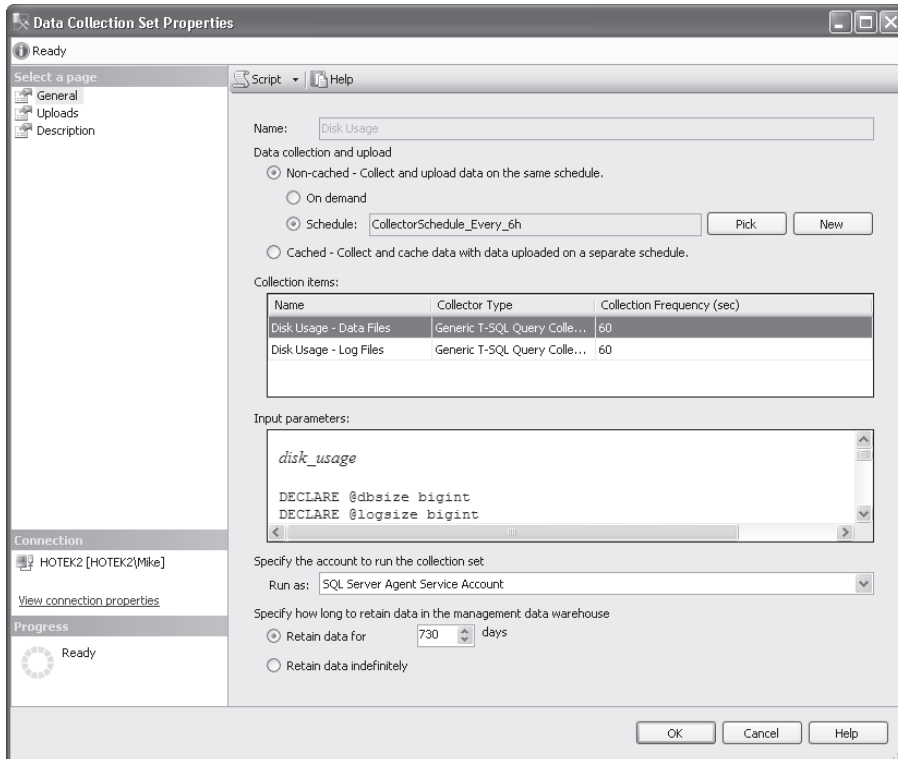 Data Collection Set Properties
Ready
Select a page
General
Uploads
Description
Script
Help
Name: Disk Usage
Data collection and upload
Non-cached - Collect and upload data on the same schedule.
On demand
Schedule: CollectorSchedule_Every_6h Pick New
Cached - Collect and cache data with data uploaded on a separate schedule.
Collection items:
Name Collector Type Collection Frequency (sec)
Disk Usage - Data Files Generic T-SQL Query Colle... 60
Disk Usage - Log Files Generic T-SQL Query Colle... 60
Input parameters:
disk_usage
DECLARE @dbsize bigint
DECLARE @logsize bigint
Connection
HOTEK2 [HOTEK2\Mike]
View connection properties
Progress
Ready
Specify the account to run the collection set
Run as: SQL Server Agent Service Account
Specify how long to retain data in the management data warehouse
Retain data for 730 days
Retain data indefinitely
OK Cancel Help